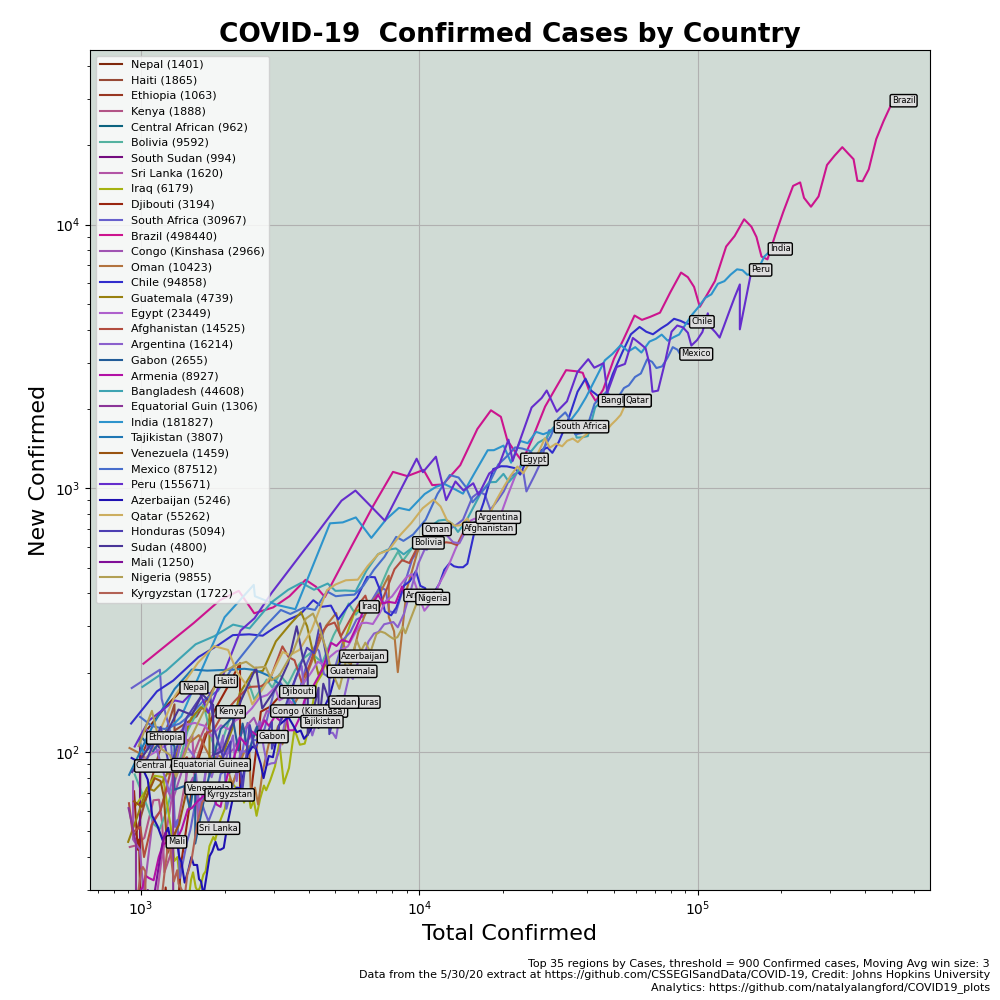 COVID-19  Confirmed Cases by Country
Nepal (1401)
Haiti (1865)
Ethiopia (1063)
Kenya (1888)
Central African (962)
Bolivia (9592)
South Sudan (994)
Sri Lanka (1620)
Iraq (6179)
Djibouti (3194)
South Africa (30967)
Brazil (498440)
Congo (Kinshasa (2966)
Oman (10423)
Chile (94858)
Guatemala (4739)
Egypt (23449)
Afghanistan (14525)
Argentina (16214)
Gabon (2655)
Armenia (8927)
Bangladesh (44608)
Equatorial Guin (1306)
India (181827)
Tajikistan (3807)
Venezuela (1459)
Mexico (87512)
Peru (155671)
Azerbaijan (5246)
Qatar (55262)
Honduras (5094)
Sudan (4800)
Mali (1250)
Nigeria (9855)
Kyrgyzstan (1722)
Brazil
India
Peru
Chile
Mexico
Bangl
Qatar
South Africa
Egypt
Argentina
Oman
Afghanistan
Bolivia
Ar
Nigeria
Iraq
Azerbaijan
Guatemala
Nepal
Haiti
Djibouti
Sudan
uras
Kenya
Congo (Kinshasa)
Tajikistan
Ethiopia
Gabon
Central
Equatorial Guinea
Venezuela
Kyrgyzstan
Sri Lanka
Mali
10⁴
10³
10²
New Confirmed
10³
10⁴
10⁵
Total Confirmed
Top 35 regions by Cases, threshold = 900 Confirmed cases, Moving Avg win size: 3
Data from the 5/30/20 extract at https://github.com/CSSEGISandData/COVID-19, Credit: Johns Hopkins University
Analytics: https://github.com/natalyalangford/COVID19_plots